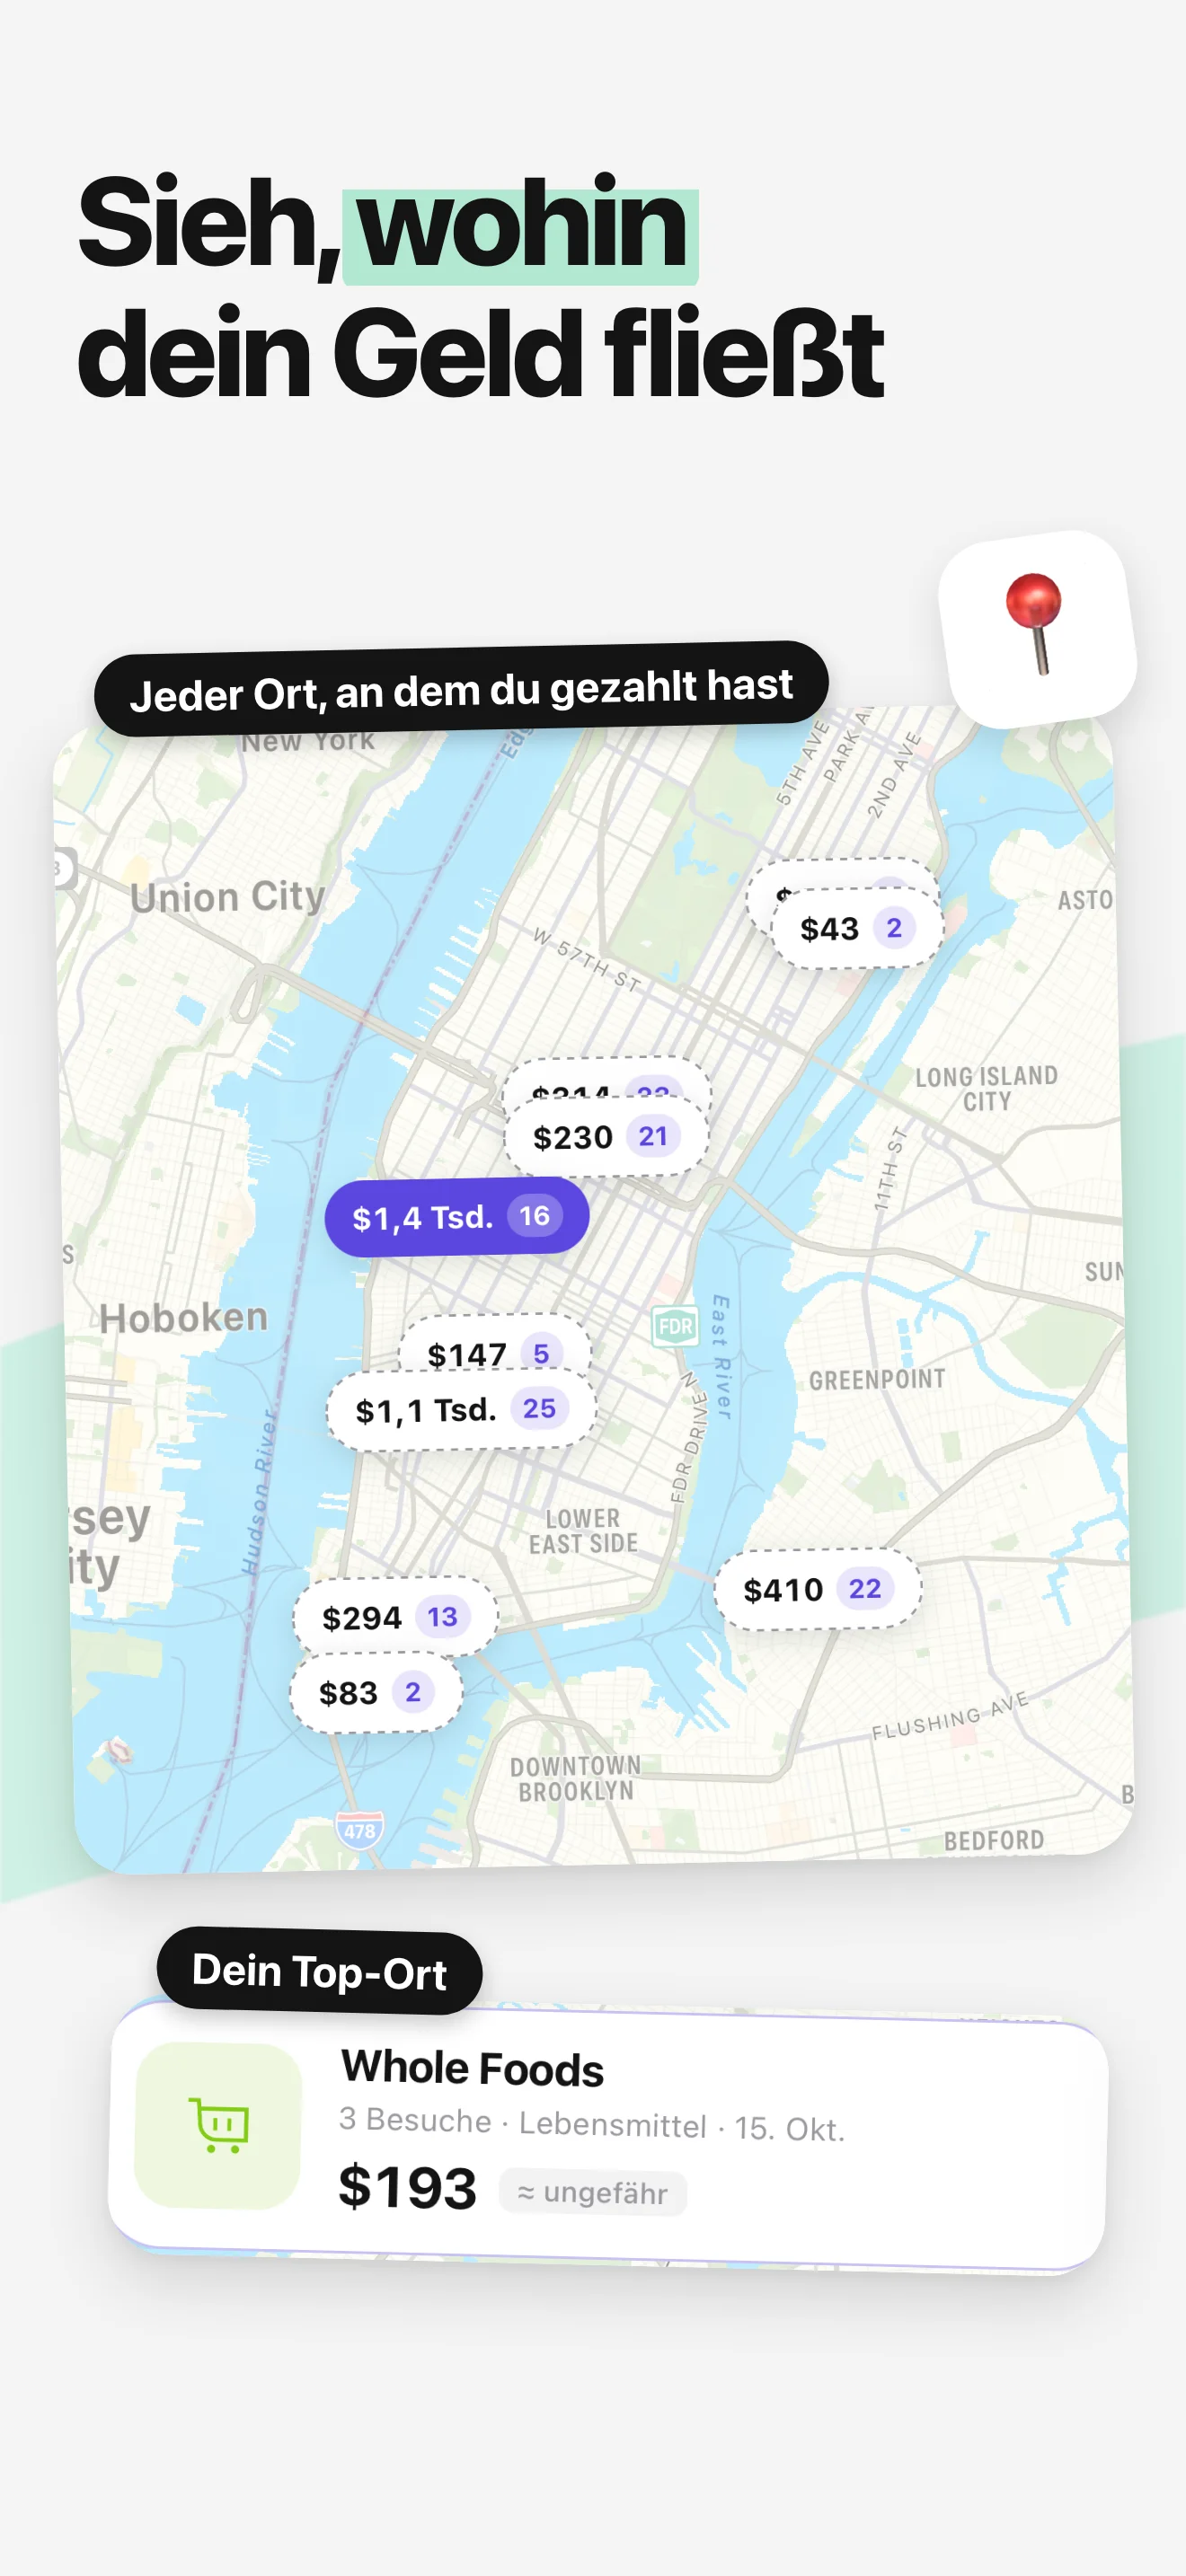 Sieh, wohin
dein Geld fließt
Jeder Ort, an dem du gezahlt hast
New York
5TH AVE
PARK
2ND AVE
Union City
$43 2
ASTO
W 57TH ST
LONG ISLAND
CITY
11TH ST
$230 21
$1,4 Tsd. 16
SUN
Hoboken
FDR
East River
$147 5
GREENPOINT
$1,1 Tsd. 25
FDR DRIVE N
Hudson River
sey
ity
LOWER
EAST SIDE
$410 22
$294 13
$83 2
FLUSHING AVE
DOWNTOWN
BROOKLYN
478
BEDFORD
Dein Top-Ort
Whole Foods
3 Besuche · Lebensmittel · 15. Okt.
$193 ≈ ungefähr